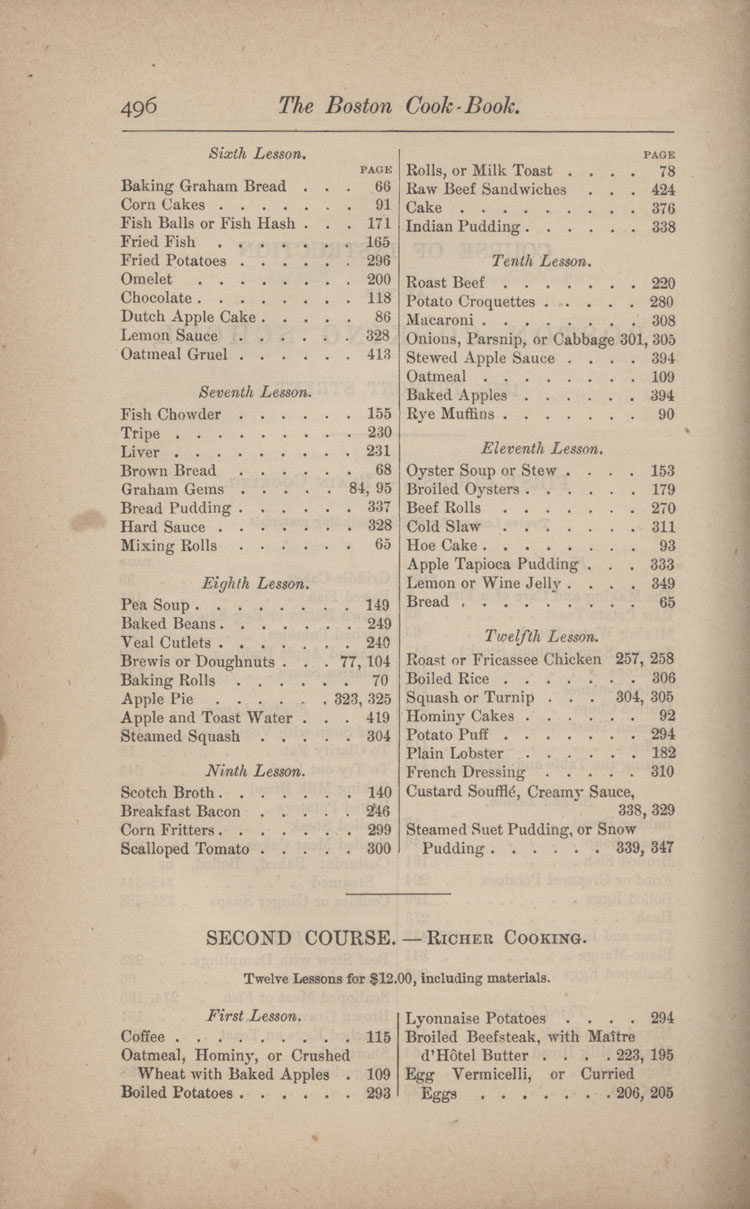 496 The Boston Cook-Book.
Sixth Lesson.
PAGE
Baking Graham Bread . . . 66
Corn Cakes . . . . . . . 91
Fish Balls or Fish Hash . . . 171
Fried Fish . . . . . . . 165
Fried Potatoes . . . . . . 296
Omelet . . . . . . . . 200
Chocolate . . . . . . . . 118
Dutch Apple Cake . . . . . 86
Lemon Sauce . . . . . . 328
Oatmeal Gruel . . . . . . 413
Seventh Lesson.
Fish Chowder . . . . . . 155
Tripe . . . . . . . . . 230
Liver . . . . . . . . . 231
Brown Bread . . . . . . 68
Graham Gems . . . . . 84, 95
Bread Pudding . . . . . . 337
Hard Sauce . . . . . . . 328
Mixing Rolls . . . . . . 65
Eighth Lesson.
Pea Soup . . . . . . . . 149
Baked Beans . . . . . . . 249
Veal Cutlets . . . . . . . 240
Brewis or Doughnuts . . . 77, 104
Baking Rolls . . . . . . 70
Apple Pie . . . . . . 323, 325
Apple and Toast Water . . . 419
Steamed Squash . . . . . 304
Ninth Lesson.
Scotch Broth . . . . . . . 140
Breakfast Bacon . . . . . 246
Corn Fritters . . . . . . . 299
Scalloped Tomato . . . . . 300
PAGE
Rolls, or Milk Toast . . . . 78
Raw Beef Sandwiches . . . 424
Cake . . . . . . . . . 376
Indian Pudding . . . . . . 338
Tenth Lesson.
Roast Beef . . . . . . . 220
Potato Croquettes . . . . . 280
Macaroni . . . . . . . . 308
Onions, Parsnip, or Cabbage 301, 305
Stewed Apple Sauce . . . . 394
Oatmeal . . . . . . . . 109
Baked Apples . . . . . . 394
Rye Muffins . . . . . . . 90
Eleventh Lesson.
Oyster Soup or Stew . . . . 153
Broiled Oysters . . . . . . 179
Beef Rolls . . . . . . . 270
Cold Slaw . . . . . . . 311
Hoe Cake . . . . . . . . 93
Apple Tapioca Pudding . . . 333
Lemon or Wine Jelly . . . . 349
Bread . . . . . . . . . 65
Twelfth Lesson.
Roast or Fricassee Chicken 257, 258
Boiled Rice . . . . . . . 306
Squash or Turnip . . . 304, 305
Hominy Cakes . . . . . . 92
Potato Puff . . . . . . . 294
Plain Lobster . . . . . . 182
French Dressing . . . . . 310
Custard Soufflé, Creamy Sauce,
338, 329
Steamed Suet Pudding, or Snow
Pudding . . . . . . 339, 347
SECOND COURSE. — RICHER COOKING.
Twelve Lessons for $12.00, including materials.
First Lesson.
Coffee . . . . . . . . . 115
Oatmeal, Hominy, or Crushed
Wheat with Baked Apples . 109
Boiled Potatoes . . . . . . 293
Lyonnaise Potatoes . . . . 294
Broiled Beefsteak, with Maître
d'Hôtel Butter . . . . 223, 195
Egg Vermicelli, or Curried
Eggs . . . . . . . 206, 205